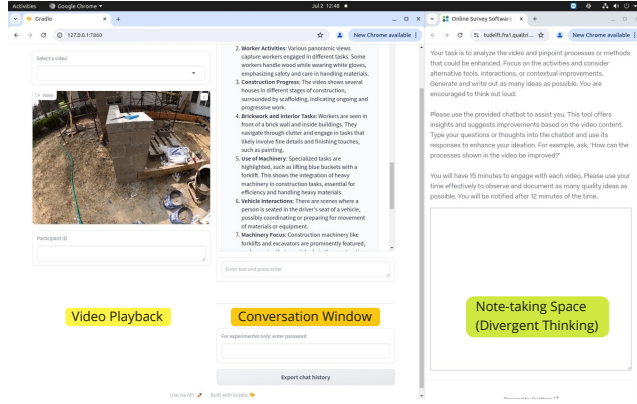 Activities
Google Chrome
Jul 2 12:48
Gradio
127.0.0.1:7860
New Chrome available
Select a video
Video
Participant ID
Video Playback
2. Worker Activities: Various panoramic views
capture workers engaged in different tasks. Some
workers handle wood while wearing white gloves,
emphasizing safety and care in handling materials.
3. Construction Progress: The video shows several
houses in different stages of construction,
surrounded by scaffolding, indicating ongoing and
progressive work.
4. Brickwork and Interior Tasks: Workers are seen in
front of a brick wall and inside buildings. They
navigate through clutter and engage in tasks that
likely involve fine details and finishing touches,
such as painting.
5. Use of Machinery: Specialized tasks are
highlighted, such as lifting blue buckets with a
forklift. This shows the integration of heavy
machinery in construction tasks, essential for
efficiency and handling heavy materials.
6. Vehicle Interactions: There are scenes where a
person is seated in the driver's seat of a vehicle,
possibly coordinating or preparing for movement
of materials or equipment.
7. Machinery Focus: Construction machinery like
forklifts and excavators are prominently featured,
Enter text and press enter
Conversation Window
For experimenter only: enter password
Export chat history
Use via API
Built with Gradio
Online Survey Software
tudelft.fra1.qualtri...
New Chrome available
Your task is to analyze the video and pinpoint processes or methods
that could be enhanced. Focus on the activities and consider
alternative tools, interactions, or contextual improvements.
Generate and write out as many ideas as possible. You are
encouraged to think out loud.
Please use the provided chatbot to assist you. This tool offers
insights and suggests improvements based on the video content.
Type your questions or thoughts into the chatbot and use its
responses to enhance your ideation. For example, ask, 'How can the
processes shown in the video be improved?'
You will have 15 minutes to engage with each video. Please use your
time effectively to observe and document as many quality ideas as
possible. You will be notified after 12 minutes of the time.
Note-taking Space
(Divergent Thinking)